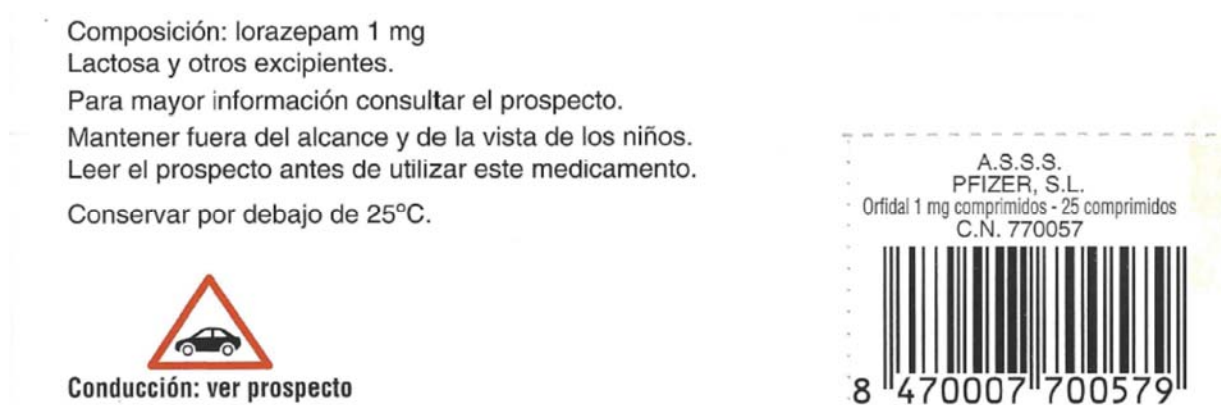 Composición: lorazepam 1 mg
Lactosa y otros excipientes.
Para mayor información consultar el prospecto.
Mantener fuera del alcance y de la vista de los niños.
Leer el prospecto antes de utilizar este medicamento.
Conservar por debajo de 25ºC.
Conducción: ver prospecto
A.S.S.S.
PFIZER, S.L.
Orfidal 1 mg comprimidos - 25 comprimidos
C.N. 770057
8 470007 700579